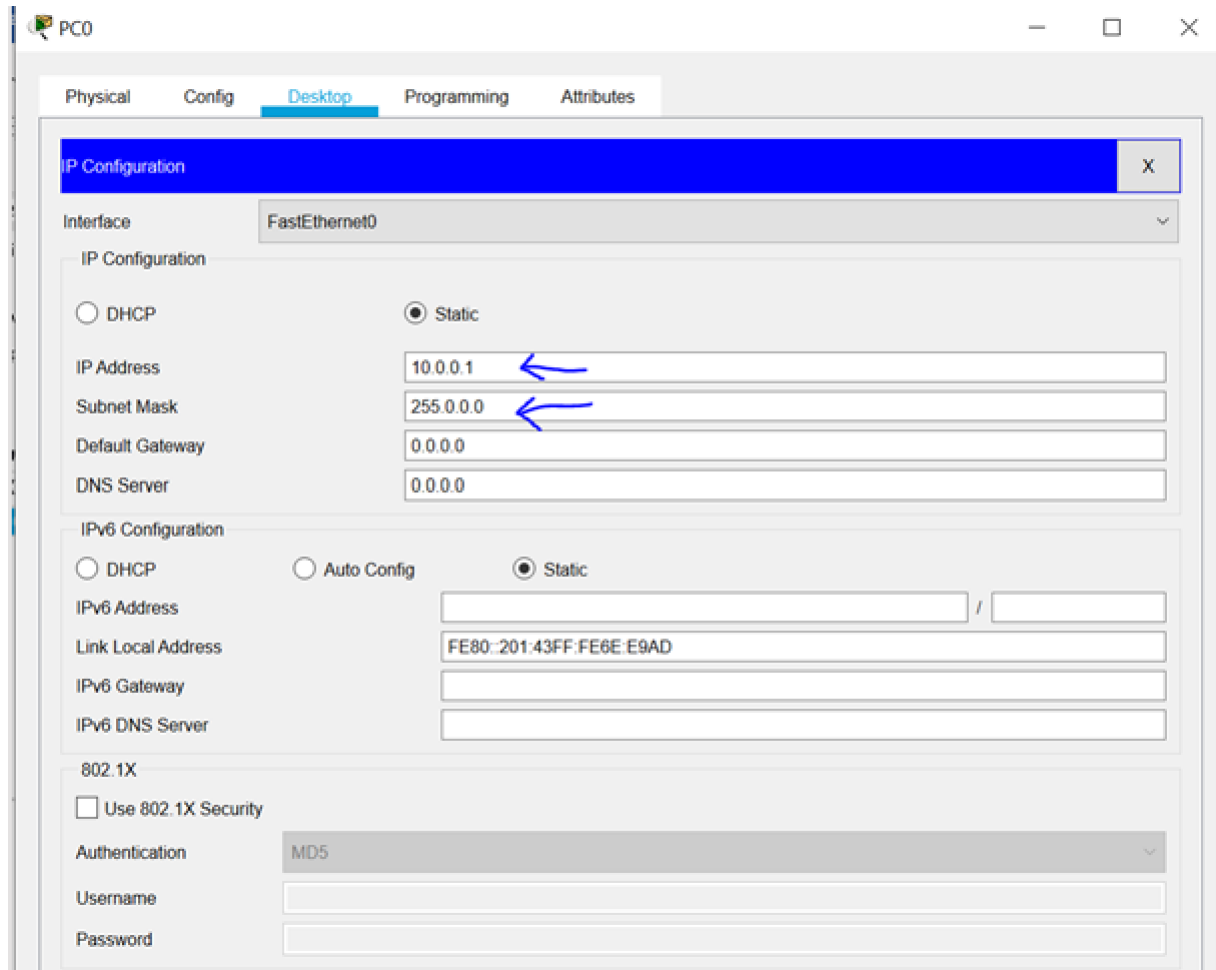 PC0
Physical Config Desktop Programming Attributes
IP Configuration X
Interface FastEthernet0
IP Configuration
DHCP Static
IP Address 10.0.0.1
Subnet Mask 255.0.0.0
Default Gateway 0.0.0.0
DNS Server 0.0.0.0
IPv6 Configuration
DHCP Auto Config Static
IPv6 Address /
Link Local Address FE80::201:43FF:FE6E:E9AD
IPv6 Gateway
IPv6 DNS Server
802.1X
Use 802.1X Security
Authentication MD5
Username
Password